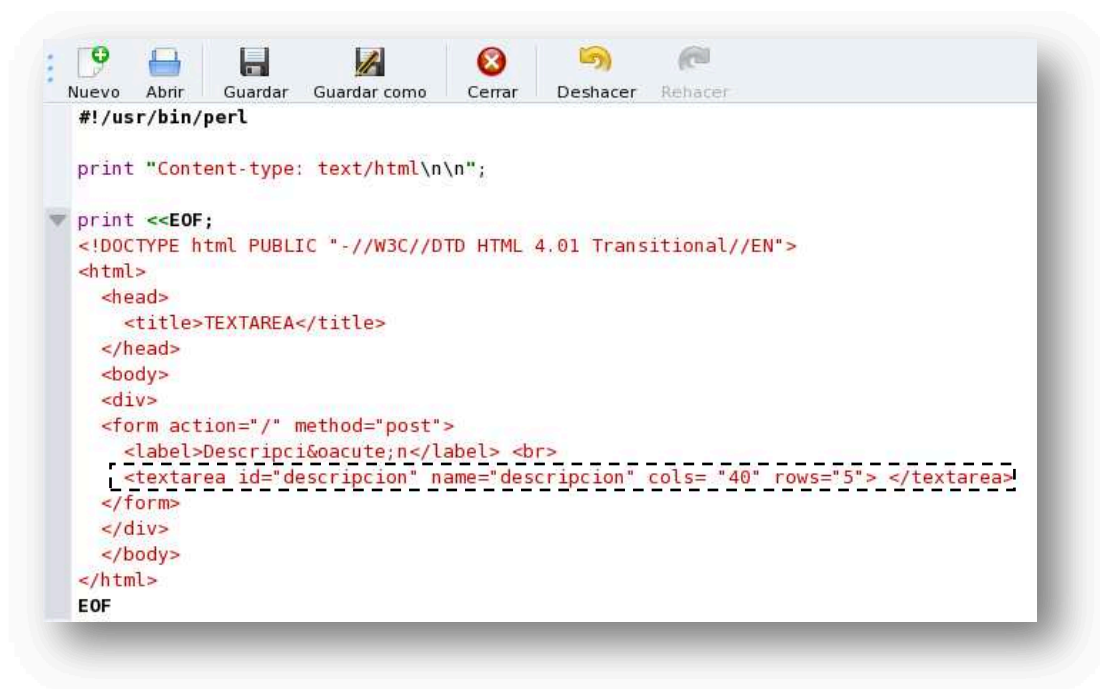 Nuevo Abrir Guardar Guardar como Cerrar Deshacer Rehacer
#!/usr/bin/perl
print "Content-type: text/html\n\n";
print <<EOF;
<!DOCTYPE html PUBLIC "-//W3C//DTD HTML 4.01 Transitional//EN">
<html>
  <head>
    <title>TEXTAREA</title>
  </head>
  <body>
  <div>
  <form action="/" method="post">
    <label>Descripci&oacute;n</label> <br>
    <textarea id="descripcion" name="descripcion" cols= "40" rows="5"> </textarea>
  </form>
  </div>
  </body>
</html>
EOF